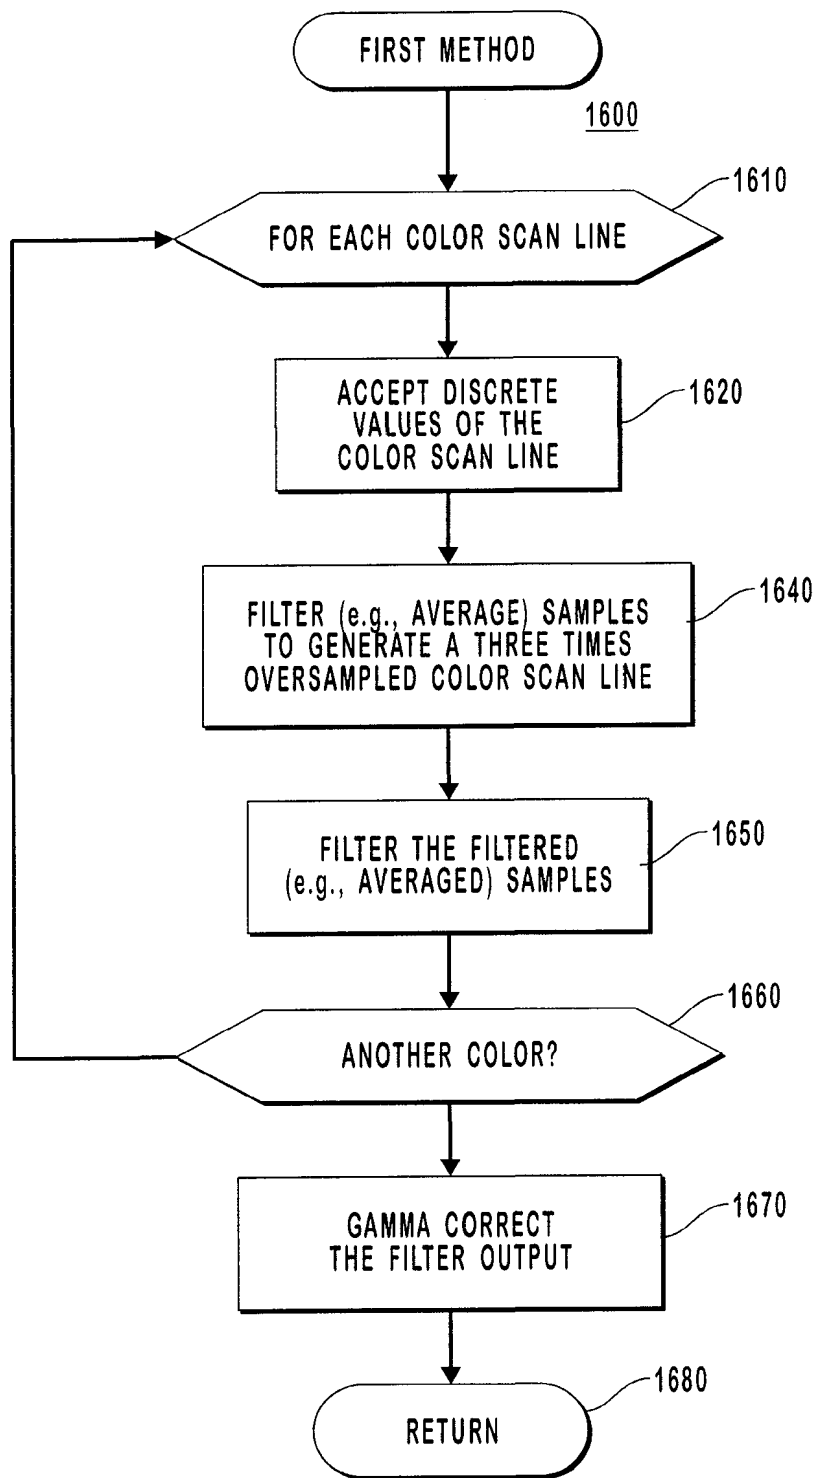 FIRST METHOD
1600
1610
FOR EACH COLOR SCAN LINE
ACCEPT DISCRETE
VALUES OF THE
COLOR SCAN LINE
1620
FILTER (e.g., AVERAGE) SAMPLES
TO GENERATE A THREE TIMES
OVERSAMPLED COLOR SCAN LINE
1640
FILTER THE FILTERED
(e.g., AVERAGED) SAMPLES
1650
1660
ANOTHER COLOR?
GAMMA CORRECT
THE FILTER OUTPUT
1670
1680
RETURN